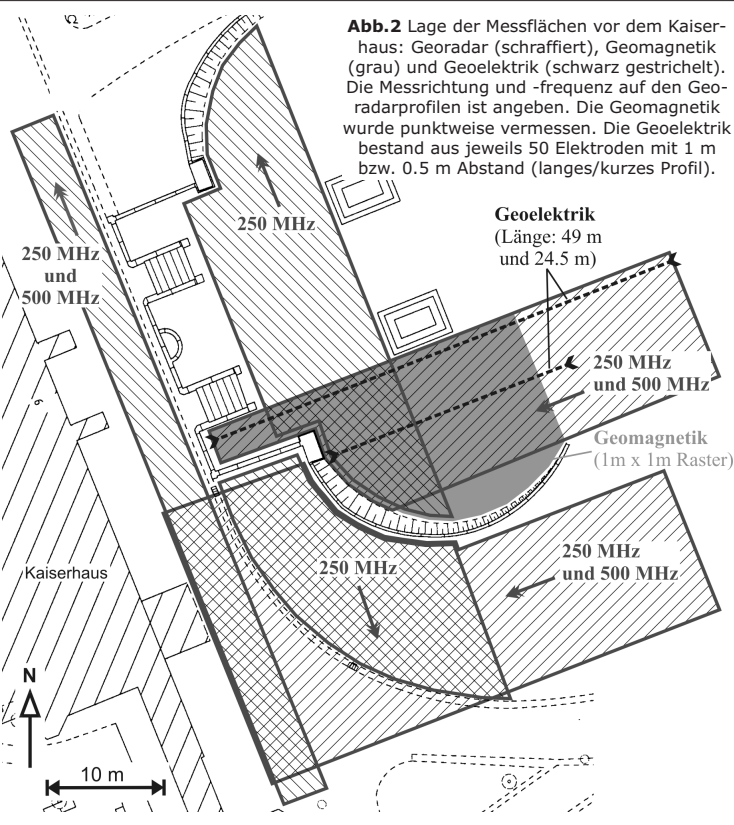 Abb.2 Lage der Messflächen vor dem Kaiser-
haus: Georadar (schraffiert), Geomagnetik
(grau) und Geoelektrik (schwarz gestrichelt).
Die Messrichtung und -frequenz auf den Geo-
radarprofilen ist angeben. Die Geomagnetik
wurde punktweise vermessen. Die Geoelektrik
bestand aus jeweils 50 Elektroden mit 1 m
bzw. 0.5 m Abstand (langes/kurzes Profil).
250 MHz
Geoelektrik
(Länge: 49 m
und 24.5 m)
250 MHz
und
500 MHz
250 MHz
und 500 MHz
6
Geomagnetik
(1m x 1m Raster)
250 MHz
und 500 MHz
250 MHz
Kaiserhaus
N
10 m